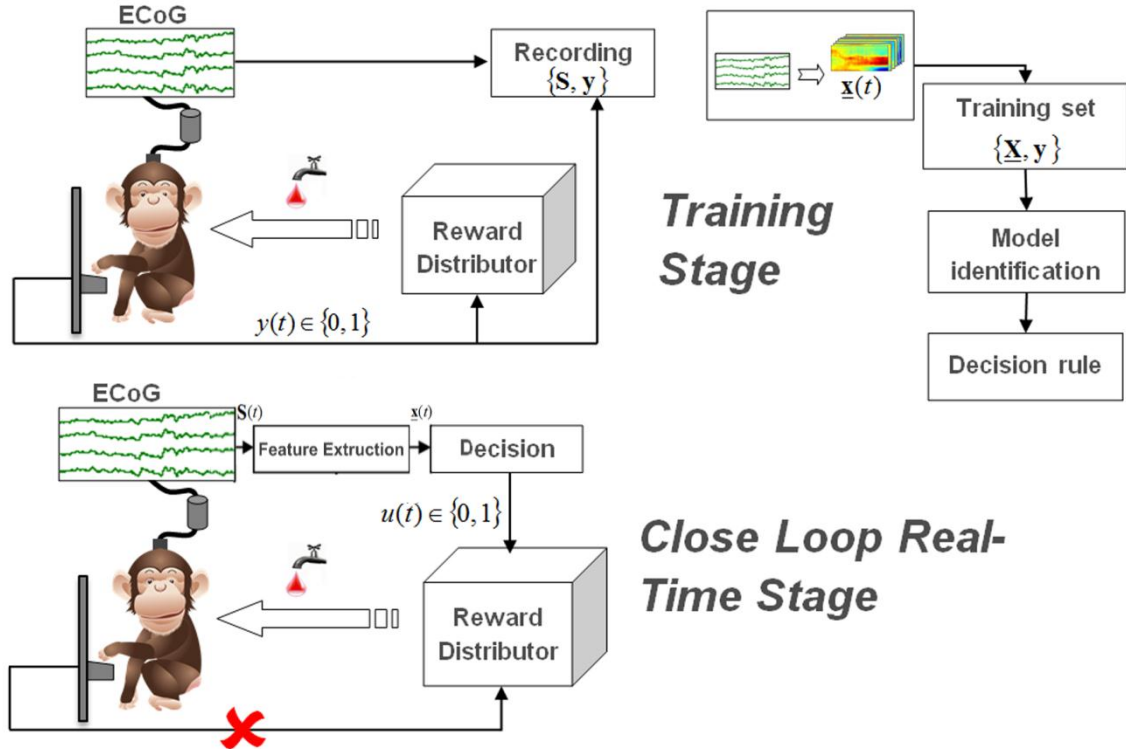 ECoG
Recording
{S, y}
x(t)
Training set
{X, y}
Training
Stage
Reward
Distributor
Model
identification
y(t) ∈ {0, 1}
Decision rule
ECoG
S(t)
Feature Extruction
x(t)
Decision
u(t) ∈ {0, 1}
Close Loop Real-
Time Stage
Reward
Distributor